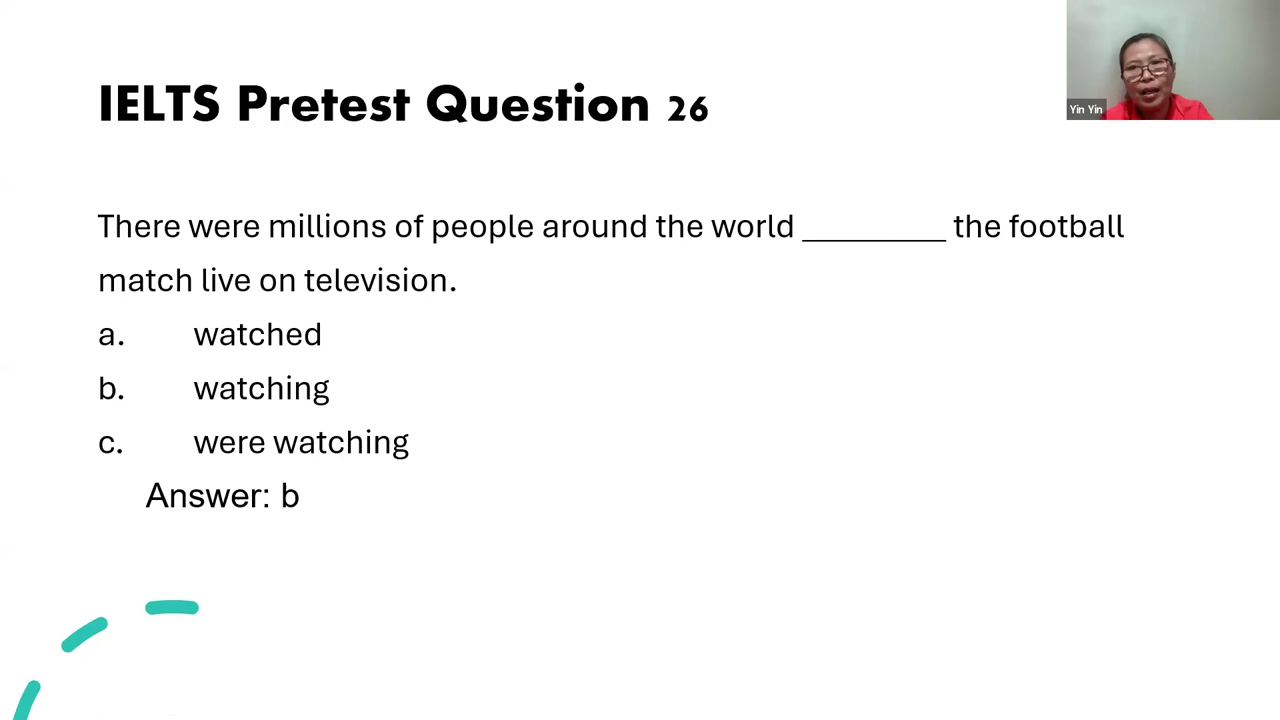 IELTS Pretest Question 26
Yin Yin
There were millions of people around the world _________ the football
match live on television.
a. watched
b. watching
c. were watching
Answer: b